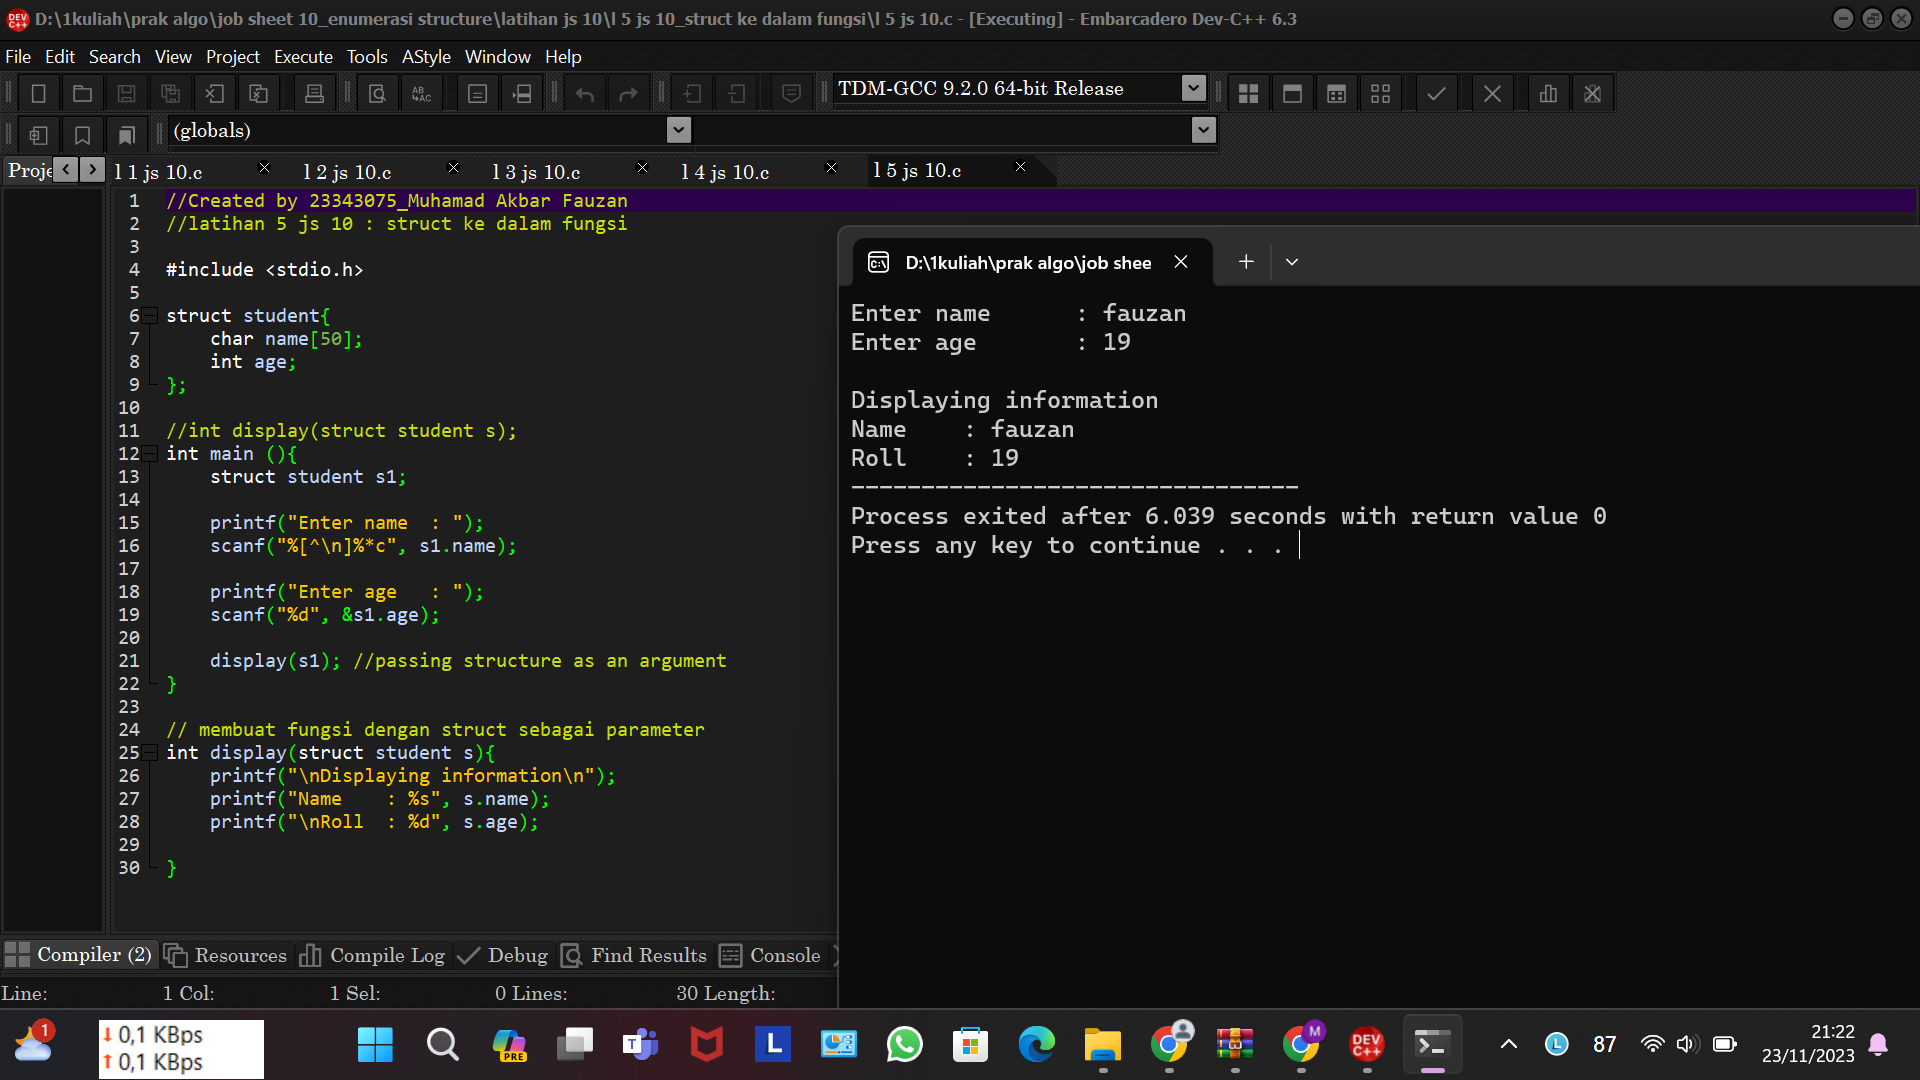 D:\1kuliah\prak algo\job sheet 10_enumerasi structure\latihan js 10\l 5 js 10_struct ke dalam fungsi\l 5 js 10.c - [Executing] - Embarcadero Dev-C++ 6.3
File Edit Search View Project Execute Tools AStyle Window Help
TDM-GCC 9.2.0 64-bit Release
(globals)
Proje l 1 js 10.c l 2 js 10.c l 3 js 10.c l 4 js 10.c l 5 js 10.c
1 //Created by 23343075_Muhamad Akbar Fauzan
2 //latihan 5 js 10 : struct ke dalam fungsi
3
4 #include <stdio.h>
5
6 struct student{
7 char name[50];
8 int age;
9 };
10
11 //int display(struct student s);
12 int main (){
13 struct student s1;
14
15 printf("Enter name  : ");
16 scanf("%[^\n]%*c", s1.name);
17
18 printf("Enter age   : ");
19 scanf("%d", &s1.age);
20
21 display(s1); //passing structure as an argument
22 }
23
24 // membuat fungsi dengan struct sebagai parameter
25 int display(struct student s){
26 printf("\nDisplaying information\n");
27 printf("Name    : %s", s.name);
28 printf("\nRoll  : %d", s.age);
29
30 }
D:\1kuliah\prak algo\job shee
Enter name      : fauzan
Enter age       : 19
Displaying information
Name    : fauzan
Roll    : 19
--------------------------------
Process exited after 6.039 seconds with return value 0
Press any key to continue . . .
Compiler (2) Resources Compile Log Debug Find Results Console
Line: 1 Col: 1 Sel: 0 Lines: 30 Length:
1
0,1 KBps
0,1 KBps
PRE
T
L
M
DEV C++
L
87
21:22
23/11/2023